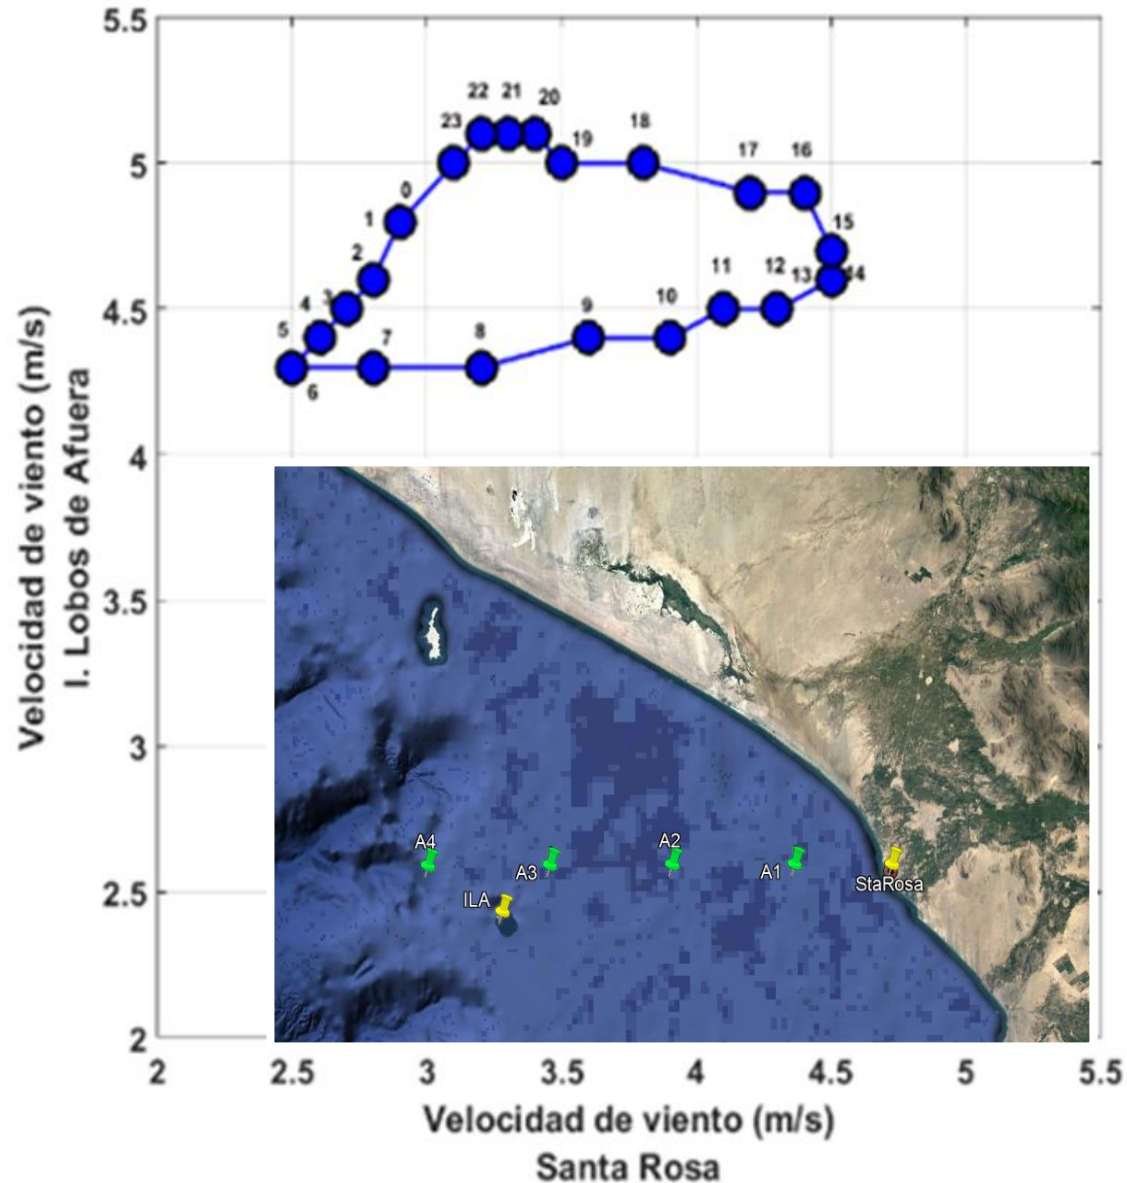 5.5
22 21 20
23 19 18
17 16
5
0
1 15
2 11 12 13 14
4.5
4 3 9 10
5 7 8
6
Velocidad de viento (m/s)
I. Lobos de Afuera
4
3.5
3
A4 A3 A2 A1
StaRosa
2.5
ILA
2
2 2.5 3 3.5 4 4.5 5 5.5
Velocidad de viento (m/s)
Santa Rosa